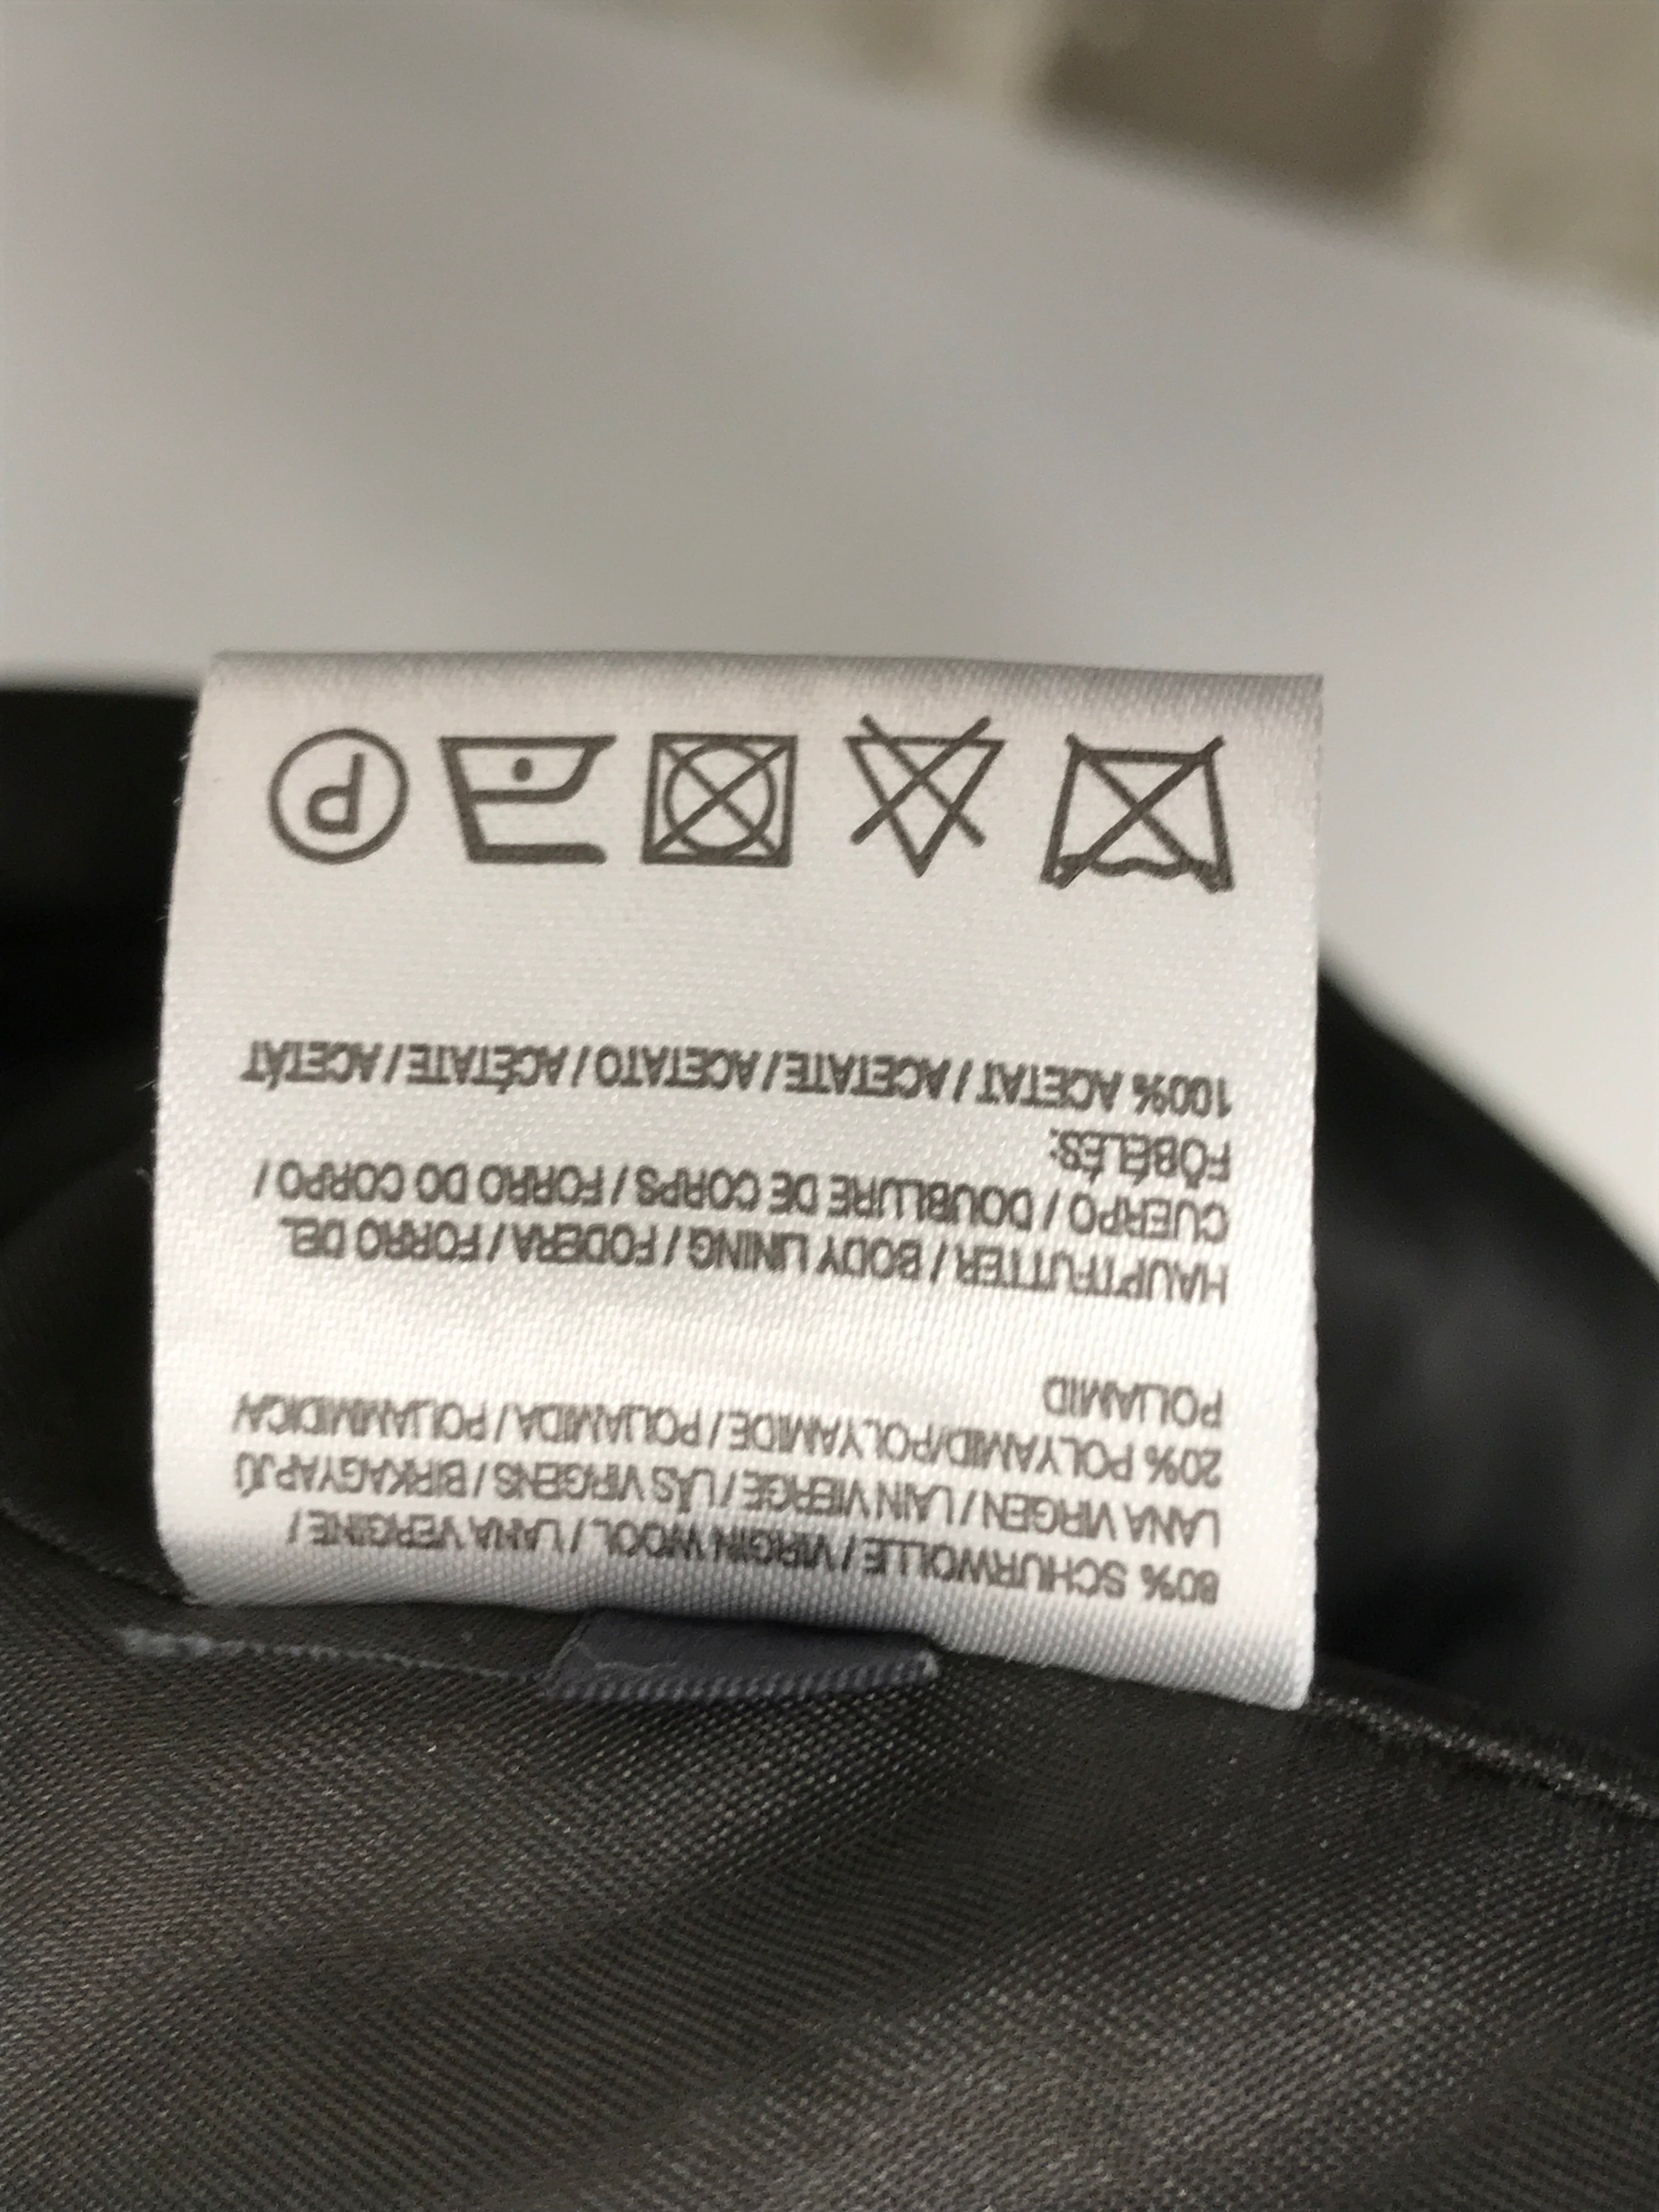 80% SCHURWOLLE / VIRGIN WOOL / LANA VERGINE /
LANA VIRGEN / LAIN VIERGE / LÃS VIRGENS / BIRKAGYAPJÚ
20% POLYAMID/POLYAMIDE / POLIAMIDA / POLIAMMIDICA/
POLIAMID
HAUPTFUTTER / BODY LINING / FODERA / FORRO DEL
CUERPO / DOUBLURE DE CORPS / FORRO DO CORPO /
FÖBÉLÉS:
100% ACETAT / ACETATE / ACETATO / ACÉTATE / ACETÁT
P